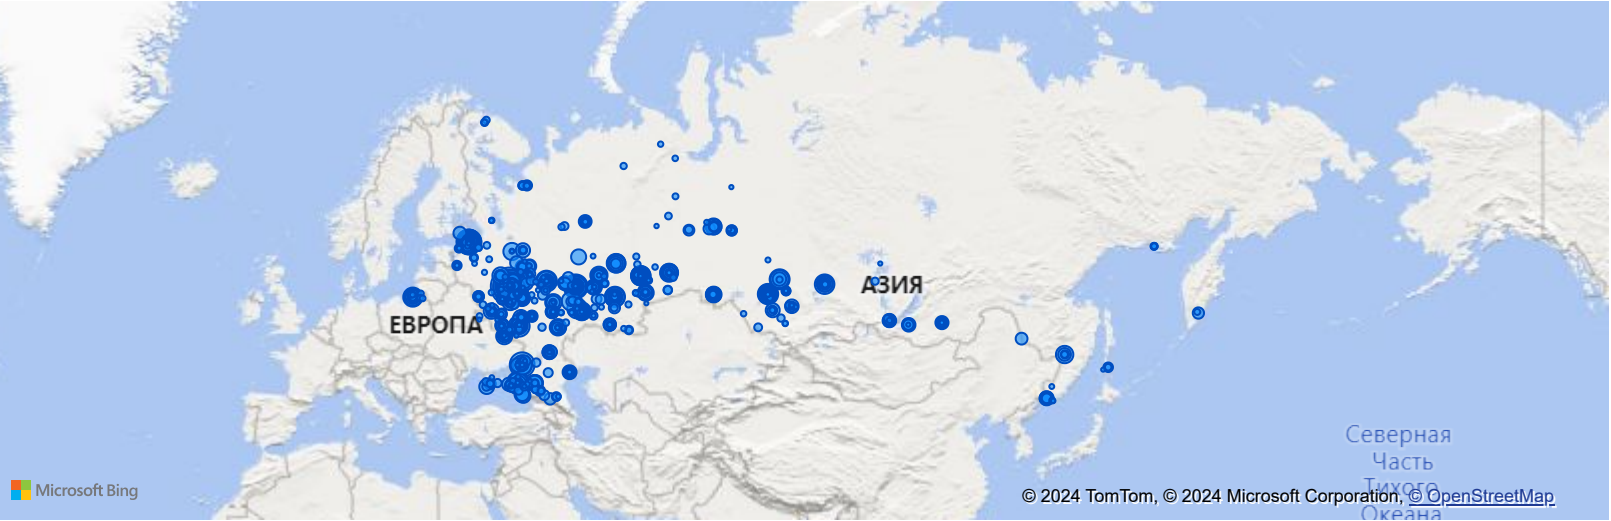 АЗИЯ
ЕВРОПА
Северная
Часть
Тихого
Океана
Microsoft Bing
© 2024 TomTom, © 2024 Microsoft Corporation, © OpenStreetMap